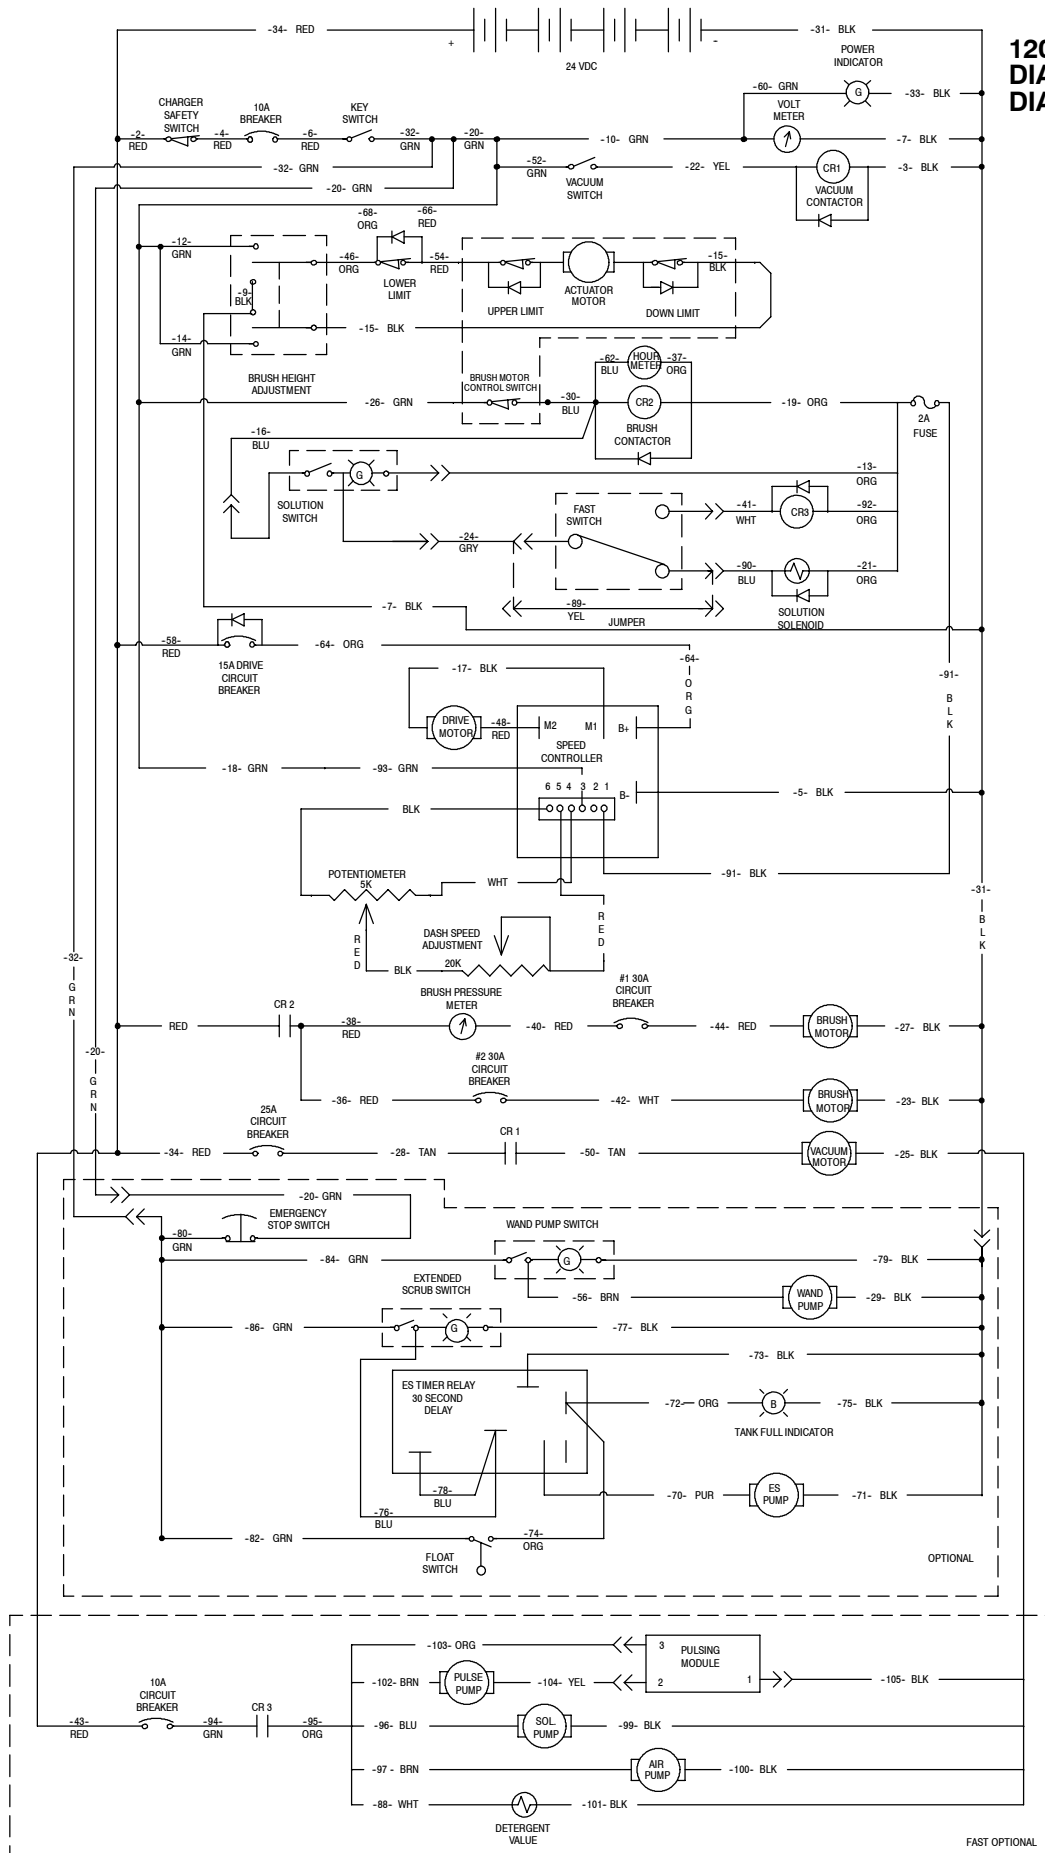 -34- RED
-31- BLK
+
-
24 VDC
POWER
INDICATOR
120
DIA
DIA
-60- GRN
G
-33- BLK
VOLT
METER
CHARGER
SAFETY
SWITCH
10A
BREAKER
KEY
SWITCH
-2-
RED
-4-
RED
-6-
RED
-32-
GRN
-20-
GRN
-10- GRN
-7- BLK
-32- GRN
-20- GRN
-52-
GRN
VACUUM
SWITCH
-22- YEL
CR1
-3- BLK
VACUUM
CONTACTOR
-68-
ORG
-66-
RED
-12-
GRN
-46-
ORG
-54-
RED
LOWER
LIMIT
-15-
BLK
ACTUATOR
MOTOR
UPPER LIMIT
DOWN LIMIT
-9-
BLK
-14-
GRN
-15- BLK
BRUSH HEIGHT
ADJUSTMENT
BRUSH MOTOR
CONTROL SWITCH
-62-
BLU
HOUR
METER
-37-
ORG
-26- GRN
-30-
BLU
CR2
-19- ORG
2A
FUSE
BRUSH
CONTACTOR
-16-
BLU
G
-13-
ORG
SOLUTION
SWITCH
FAST
SWITCH
-41-
WHT
CR3
-92-
ORG
-24-
GRY
-90-
BLU
-21-
ORG
SOLUTION
SOLENOID
-7- BLK
-89-
YEL
JUMPER
-58-
RED
-64- ORG
15A DRIVE
CIRCUIT
BREAKER
-17- BLK
-64-
O
R
G
-91-
B
L
K
DRIVE
MOTOR
-48-
RED
M2
M1
B+
SPEED
CONTROLLER
-18- GRN
-93- GRN
6 5 4 3 2 1
B-
-5- BLK
BLK
-91- BLK
POTENTIOMETER
5K
WHT
-31-
B
L
K
R
E
D
R
E
D
DASH SPEED
ADJUSTMENT
BLK
20K
-32-
G
R
N
#1 30A
CIRCUIT
BREAKER
BRUSH PRESSURE
METER
CR 2
RED
-38-
RED
-40- RED
-44- RED
BRUSH
MOTOR
-27- BLK
-20-
G
R
N
#2 30A
CIRCUIT
BREAKER
-36- RED
-42- WHT
BRUSH
MOTOR
-23- BLK
25A
CIRCUIT
BREAKER
CR 1
-34- RED
-28- TAN
-50- TAN
VACUUM
MOTOR
-25- BLK
-20- GRN
EMERGENCY
STOP SWITCH
-80-
GRN
WAND PUMP SWITCH
-84- GRN
G
-79- BLK
EXTENDED
SCRUB SWITCH
-56- BRN
WAND
PUMP
-29- BLK
-86- GRN
G
-77- BLK
-73- BLK
ES TIMER RELAY
30 SECOND
DELAY
-72- ORG
B
-75- BLK
TANK FULL INDICATOR
-78-
BLU
-70- PUR
ES
PUMP
-71- BLK
-76-
BLU
-82- GRN
-74-
ORG
FLOAT
SWITCH
OPTIONAL
-103- ORG
3
PULSING
MODULE
-102- BRN
PULSE
PUMP
-104- YEL
2
1
-105- BLK
10A
CIRCUIT
BREAKER
CR 3
-43-
RED
-94-
GRN
-95-
ORG
-96- BLU
SOL.
PUMP
-99- BLK
-97 - BRN
AIR
PUMP
-100- BLK
-88- WHT
-101- BLK
DETERGENT
VALUE
FAST OPTIONAL